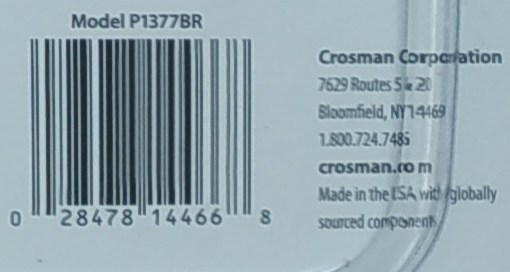 Model P1377BR
0 28478 14466 8
Crosman Corporation
7629 Routes 5 & 20
Bloomfield, NY 14469
1.800.724.7485
crosman.com
Made in the USA with globally
sourced components